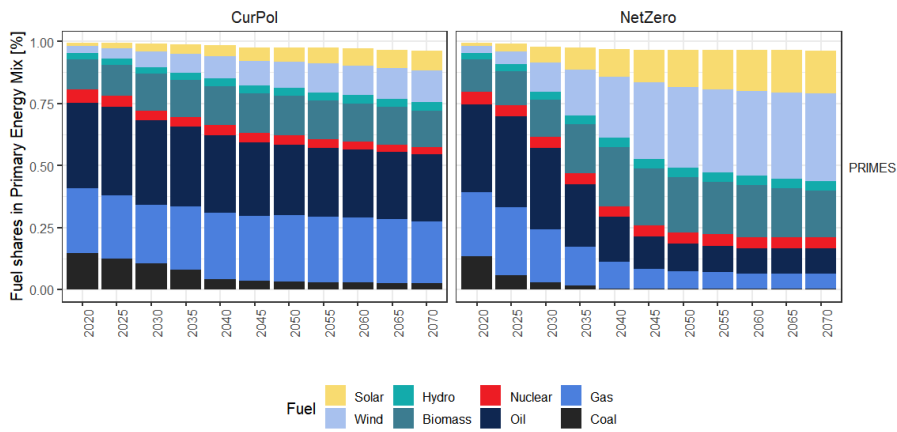 CurPol NetZero
Fuel shares in Primary Energy Mix [%]
1.00
0.75
0.50
0.25
0.00
PRIMES
2020 2025 2030 2035 2040 2045 2050 2055 2060 2065 2070 2020 2025 2030 2035 2040 2045 2050 2055 2060 2065 2070
Fuel
Solar Hydro Nuclear Gas
Wind Biomass Oil Coal